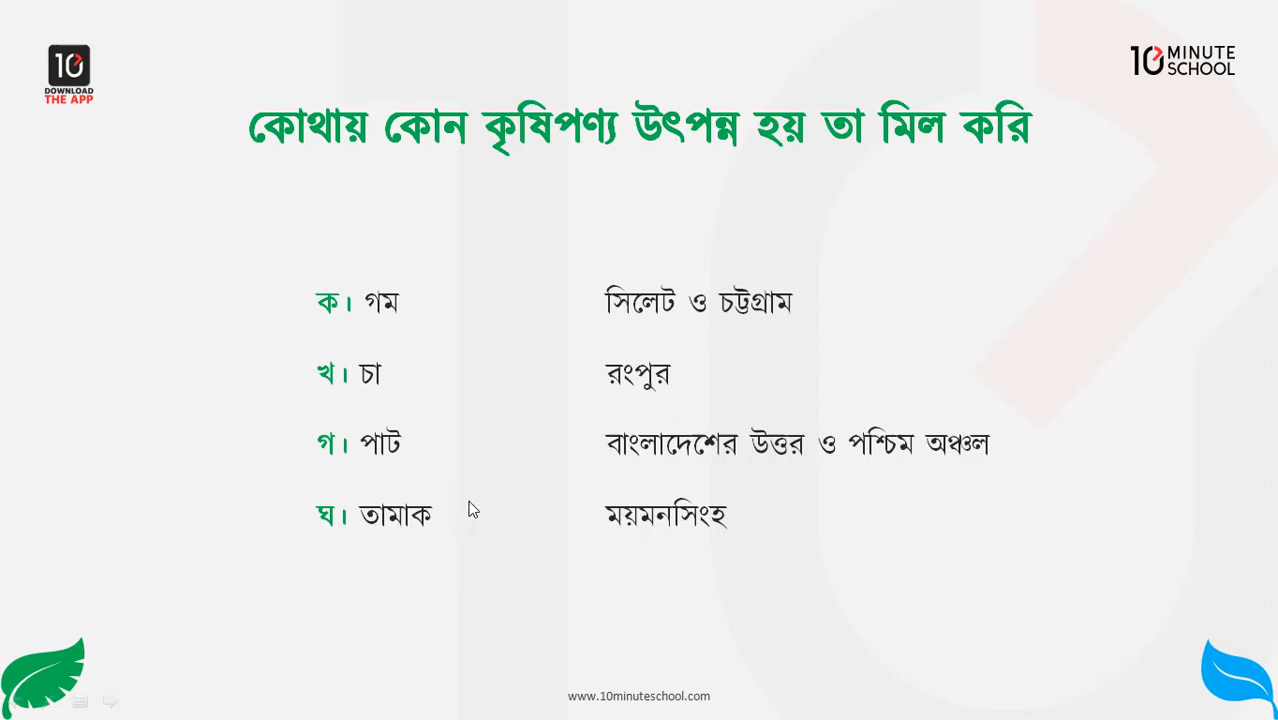 10
DOWNLOAD
THE APP
10 MINUTE
SCHOOL
কোথায় কোন কৃষিপণ্য উৎপন্ন হয় তা মিল করি
ক। গম সিলেট ও চট্টগ্রাম
খ। চা রংপুর
গ। পাট বাংলাদেশের উত্তর ও পশ্চিম অঞ্চল
ঘ। তামাক ময়মনসিংহ
www.10minuteschool.com